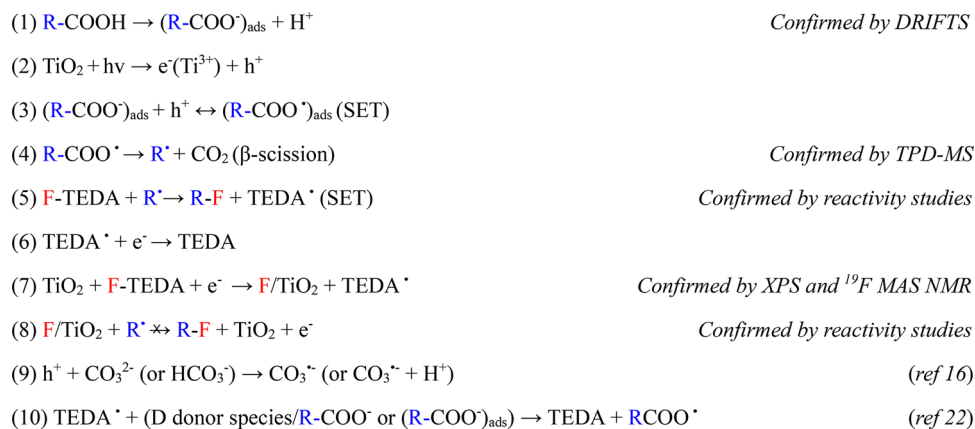 (1) R-COOH → (R-COO⁻)ₐdₛ + H⁺ Confirmed by DRIFTS
(2) TiO₂ + hν → e⁻(Ti³⁺) + h⁺
(3) (R-COO⁻)ads + h⁺ ↔ (R-COO•)ads (SET)
(4) R-COO• → R• + CO₂ (β-scission) Confirmed by TPD-MS
(5) F-TEDA + R• → R-F + TEDA• (SET) Confirmed by reactivity studies
(6) TEDA• + e⁻ → TEDA
(7) TiO₂ + F-TEDA + e⁻ → F/TiO₂ + TEDA• Confirmed by XPS and ¹⁹F MAS NMR
(8) F/TiO₂ + R• ↮ R-F + TiO₂ + e⁻ Confirmed by reactivity studies
(9) h⁺ + CO₃²⁻ (or HCO₃⁻) → CO₃•⁻ (or CO₃•⁻ + H⁺) (ref 16)
(10) TEDA• + (D donor species/R-COO⁻ or (R-COO⁻)ads) → TEDA + RCOO• (ref 22)